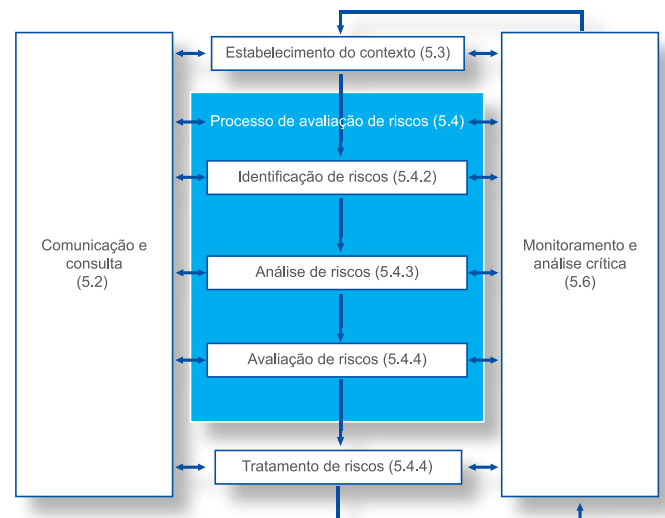 Estabelecimento do contexto (5.3)
Processo de avaliação de riscos (5.4)
Identificação de riscos (5.4.2)
Comunicação e
consulta
(5.2)
Análise de riscos (5.4.3)
Monitoramento e
análise crítica
(5.6)
Avaliação de riscos (5.4.4)
Tratamento de riscos (5.4.4)